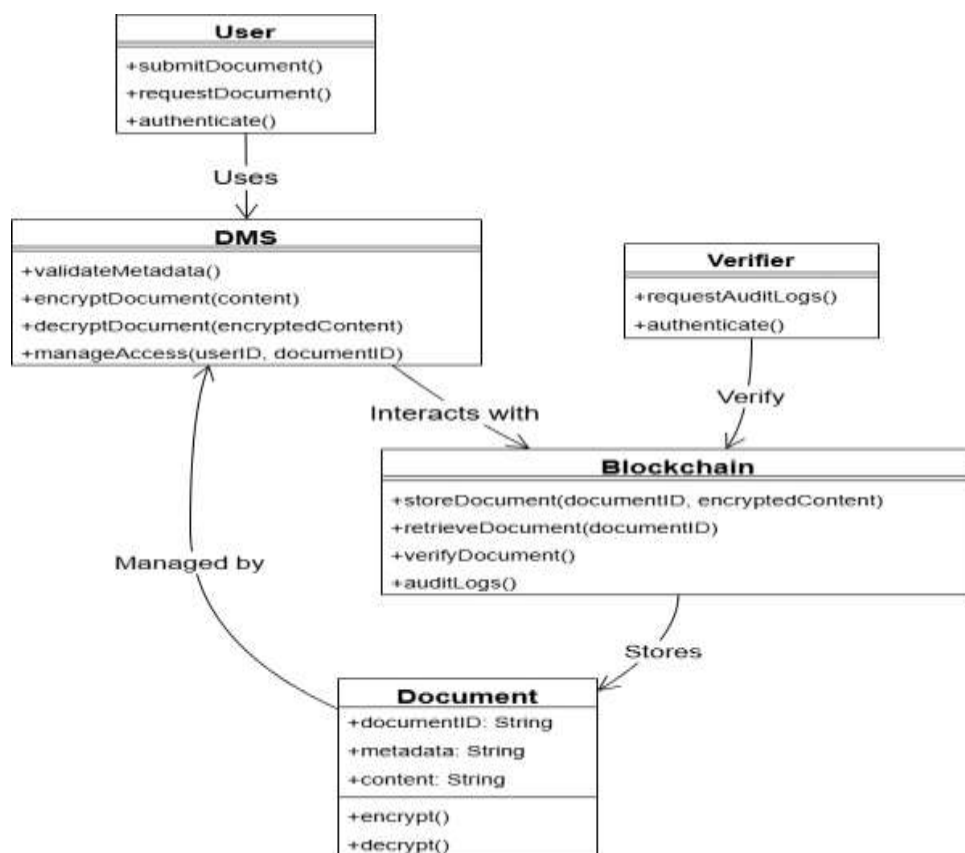 User
+submitDocument()
+requestDocument()
+authenticate()
Uses
DMS
+validateMetadata()
+encryptDocument(content)
+decryptDocument(encryptedContent)
+manageAccess(userID, documentID)
Verifier
+requestAuditLogs()
+authenticate()
Interacts with
Verify
Blockchain
+storeDocument(documentID, encryptedContent)
+retrieveDocument(documentID)
+verifyDocument()
+auditLogs()
Managed by
Stores
Document
+documentID: String
+metadata: String
+content: String
+encrypt()
+decrypt()